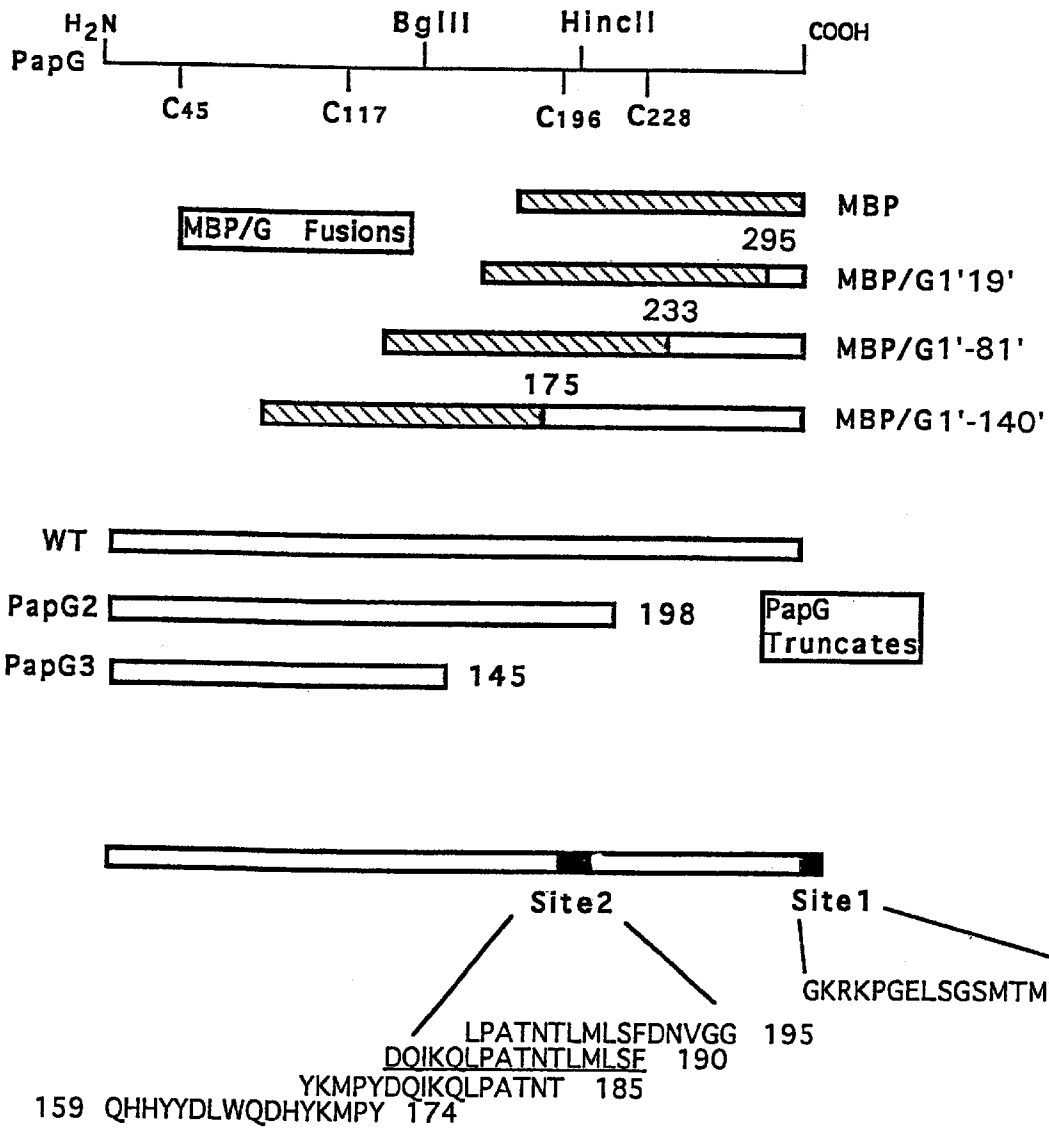 H2N BglII HincII COOH
PapG
C45 C117 C196 C228
MBP
MBP/G Fusions
295
MBP/G1'19'
233
MBP/G1'-81'
175
MBP/G1'-140'
WT
PapG2 198
PapG Truncates
PapG3 145
Site2 Site1
GKRKPGELSGSMTM
LPATNTLMLSFDNVGG 195
DQIKQLPATNTLMLSF 190
YKMPYDQIKQLPATNT 185
159 QHHYYDLWQDHYKMPY 174